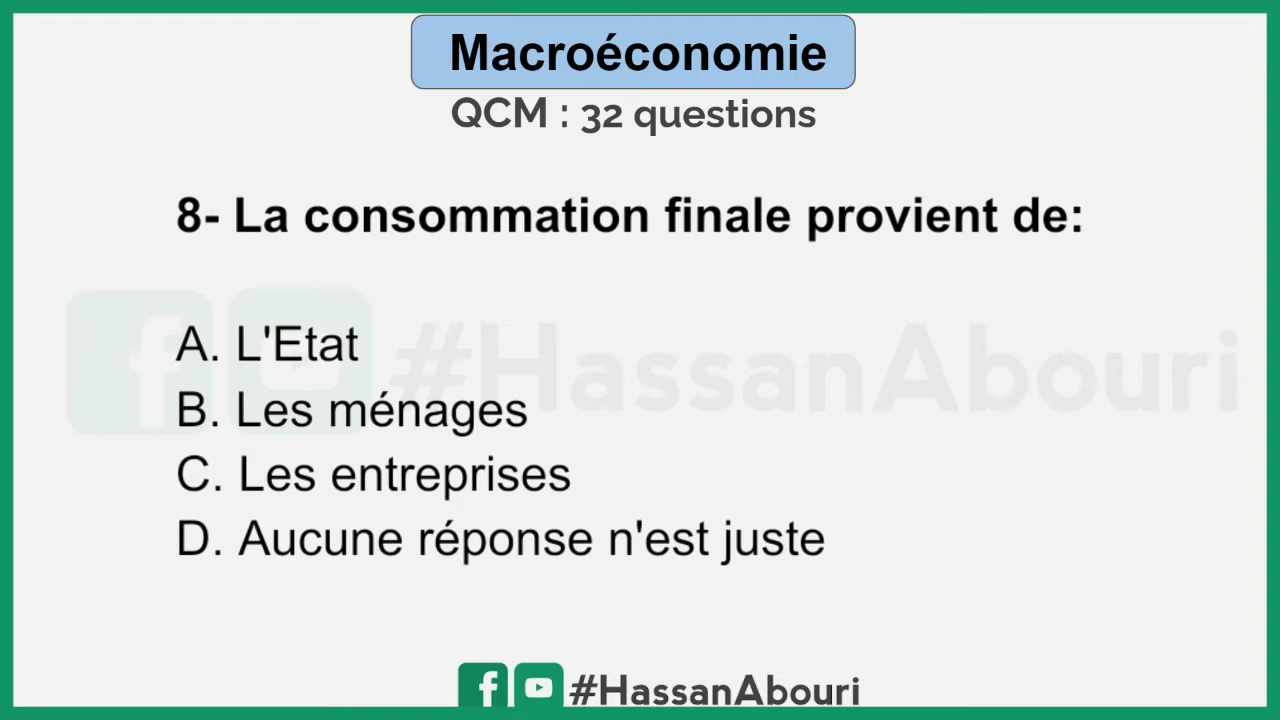 Macroéconomie
QCM : 32 questions
8- La consommation finale provient de:
#HassanAbouri
A. L'Etat
B. Les ménages
C. Les entreprises
D. Aucune réponse n'est juste
#HassanAbouri